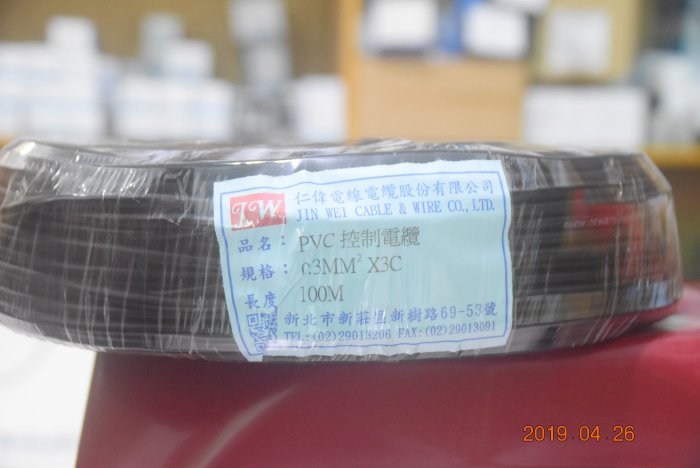 J.W.
仁偉電線電纜股份有限公司
JIN WEI CABLE & WIRE CO., LTD.
品名： PVC 控制電纜
規格： 0.3MM² X3C
長度 100M
新北市新莊區新樹路69-53號
TEL:(02)29013206 FAX:(02)29013091
2019.04.26